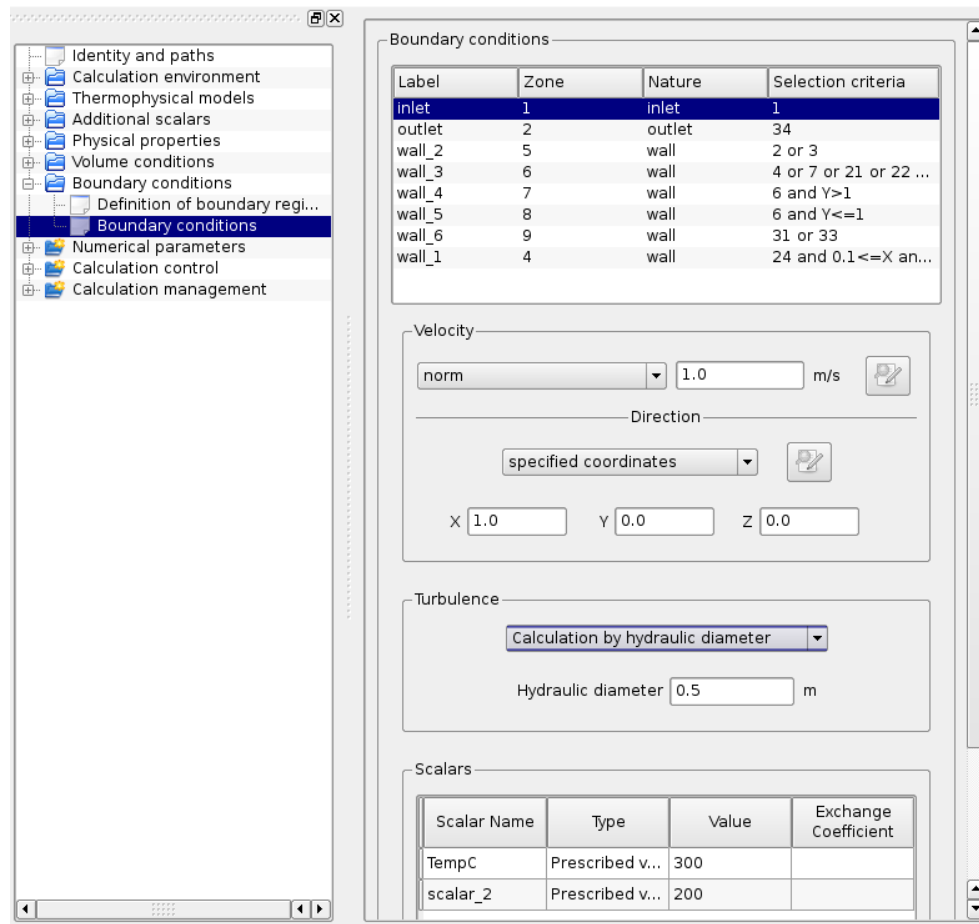 Identity and paths
Calculation environment
Thermophysical models
Additional scalars
Physical properties
Volume conditions
Boundary conditions
Definition of boundary regi...
Boundary conditions
Numerical parameters
Calculation control
Calculation management
Boundary conditions
Label Zone Nature Selection criteria
inlet 1 inlet 1
outlet 2 outlet 34
wall_2 5 wall 2 or 3
wall_3 6 wall 4 or 7 or 21 or 22 ...
wall_4 7 wall 6 and Y>1
wall_5 8 wall 6 and Y<=1
wall_6 9 wall 31 or 33
wall_1 4 wall 24 and 0.1<=X an...
Velocity
norm 1.0 m/s
Direction
specified coordinates
X 1.0 Y 0.0 Z 0.0
Turbulence
Calculation by hydraulic diameter
Hydraulic diameter 0.5 m
Scalars
Scalar Name Type Value Exchange Coefficient
TempC Prescribed v... 300
scalar_2 Prescribed v... 200